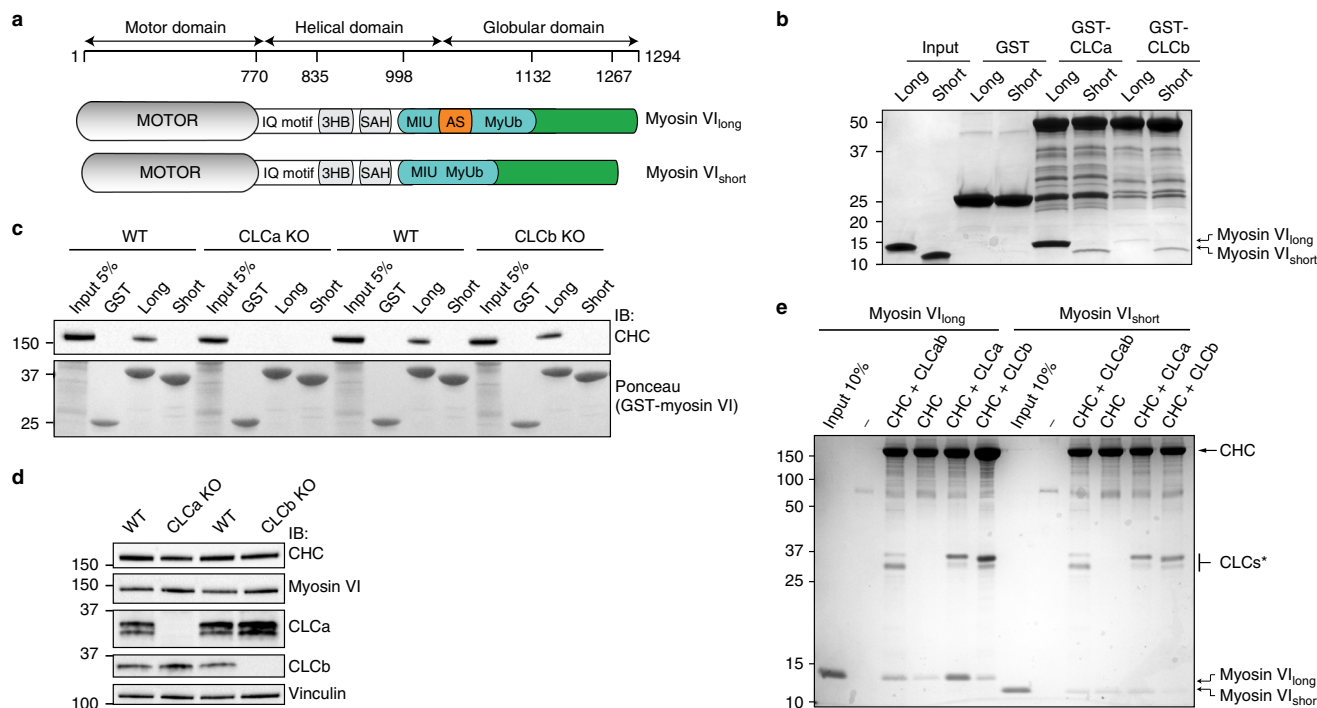 a
Motor domain Helical domain Globular domain
1 1294
770 835 998 1132 1267
MOTOR IQ motif 3HB SAH MIU AS MyUb Myosin VIlong
MOTOR IQ motif 3HB SAH MIU MyUb Myosin VIshort
b
Input GST GST-CLCa GST-CLCb
Long Short Long Short Long Short Long Short
50
37
25
20
15
10
Myosin VIlong
Myosin VIshort
c
WT CLCa KO WT CLCb KO
Input 5% GST Long Short Input 5% GST Long Short Input 5% GST Long Short Input 5% GST Long Short
IB:
150 CHC
37
25
Ponceau
(GST-myosin VI)
d
WT CLCa KO WT CLCb KO
IB:
150 CHC
150 Myosin VI
37 CLCa
37 CLCb
100 Vinculin
e
Myosin VIlong Myosin VIshort
Input 10% – CHC + CLCab CHC CHC + CLCa CHC + CLCb Input 10% – CHC + CLCab CHC CHC + CLCa CHC + CLCb
150 CHC
100
50
37
CLCs*
25
15
Myosin VIlong
10 Myosin VIshor